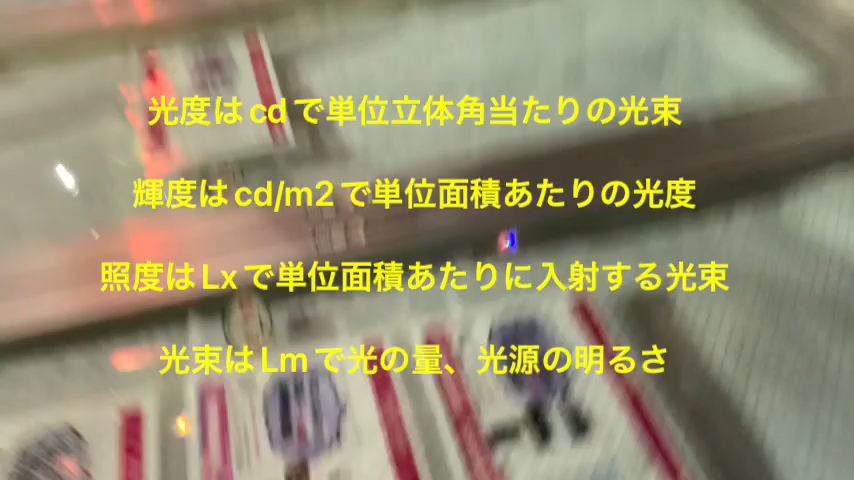 光度はcdで単位立体角当たりの光束
輝度はcd/m2で単位面積あたりの光度
照度はLxで単位面積あたりに入射する光束
光束はLmで光の量、光源の明るさ